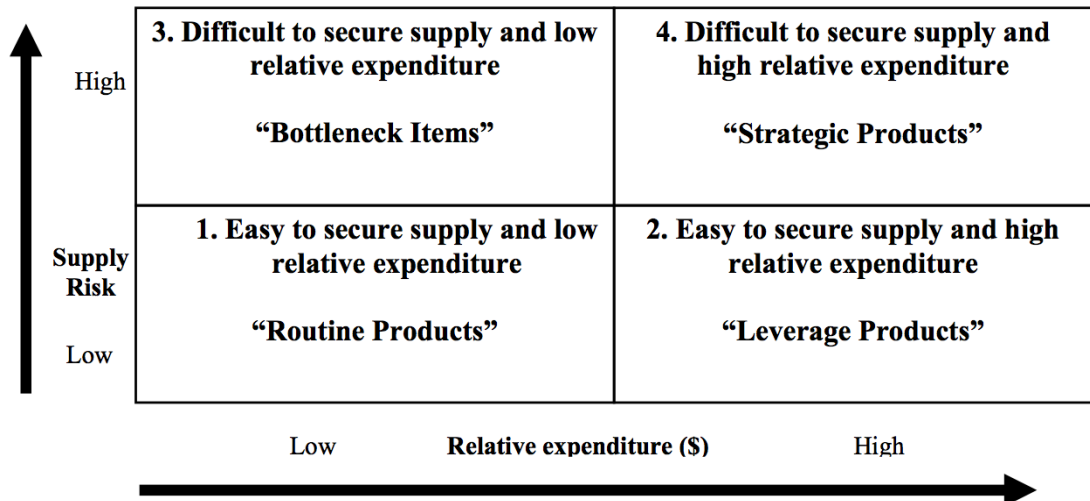 3. Difficult to secure supply and low
relative expenditure
“Bottleneck Items”
4. Difficult to secure supply and
high relative expenditure
“Strategic Products”
High
1. Easy to secure supply and low
relative expenditure
“Routine Products”
2. Easy to secure supply and high
relative expenditure
“Leverage Products”
Supply
Risk
Low
Low
Relative expenditure ($)
High